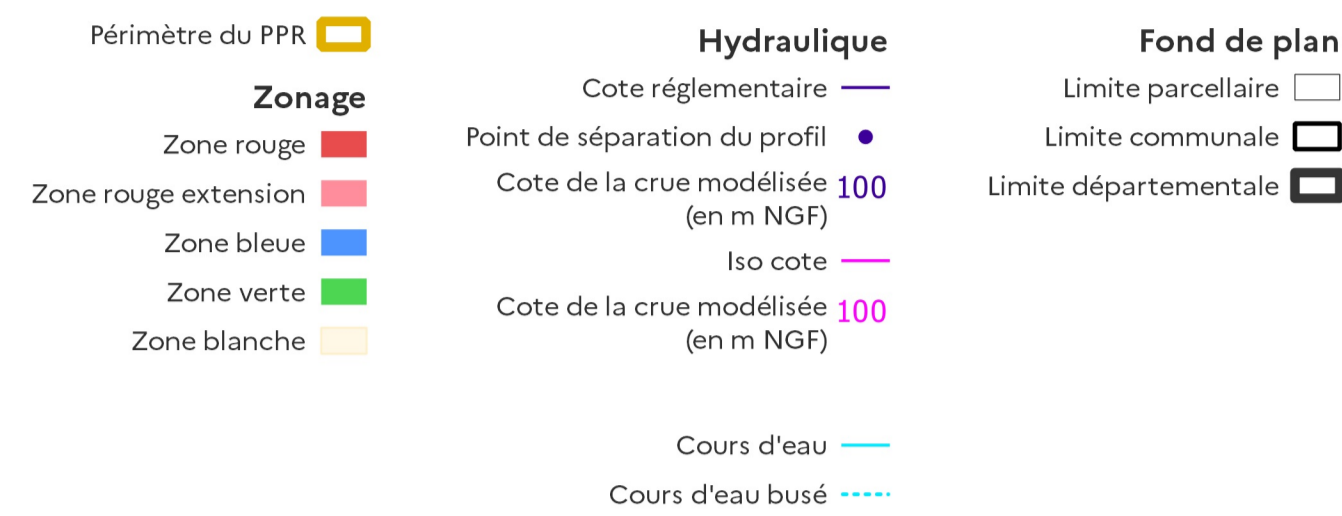 Périmètre du PPR
Zonage
Zone rouge
Zone rouge extension
Zone bleue
Zone verte
Zone blanche
Hydraulique
Cote réglementaire
Point de séparation du profil
Cote de la crue modélisée 100
(en m NGF)
Iso cote
Cote de la crue modélisée 100
(en m NGF)
Cours d'eau
Cours d'eau busé
Fond de plan
Limite parcellaire
Limite communale
Limite départementale